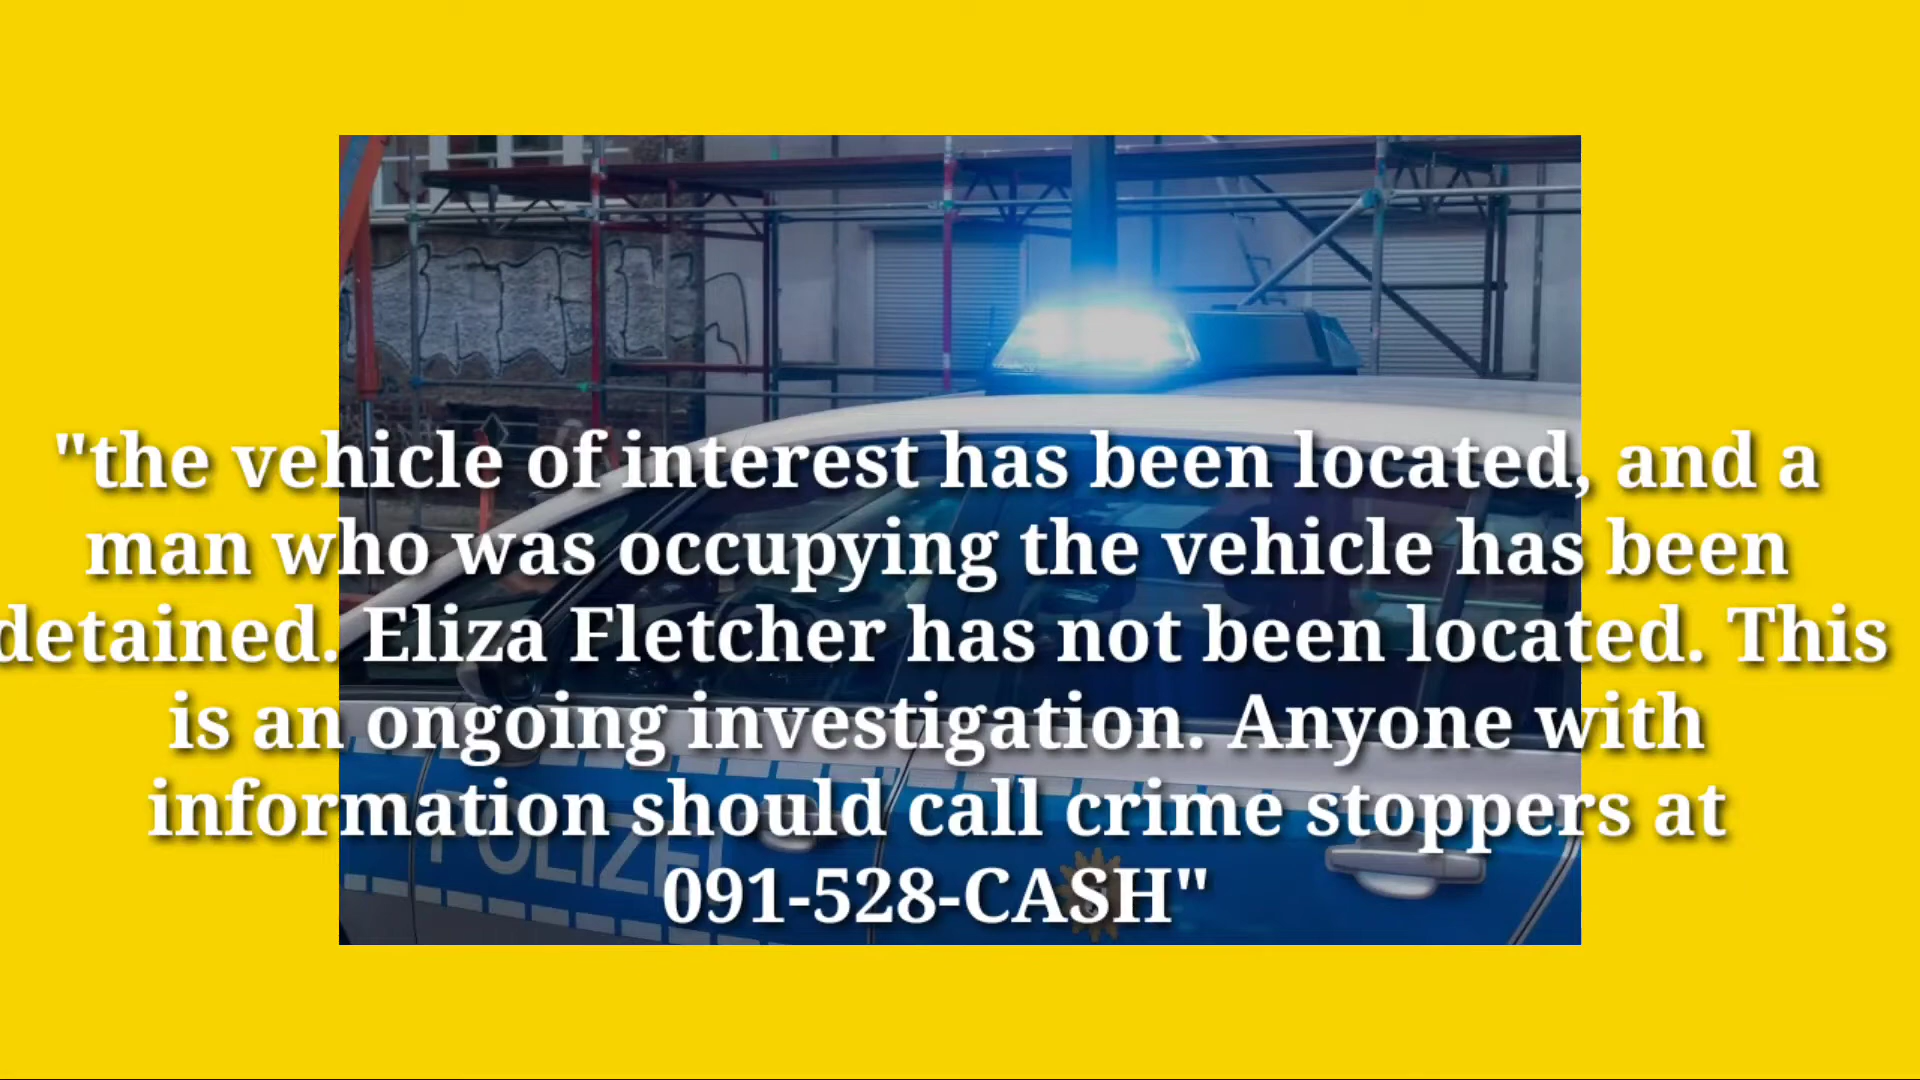 "the vehicle of interest has been located, and a
man who was occupying the vehicle has been
detained. Eliza Fletcher has not been located. This
is an ongoing investigation. Anyone with
information should call crime stoppers at
POLIZEI
091-528-CASH"